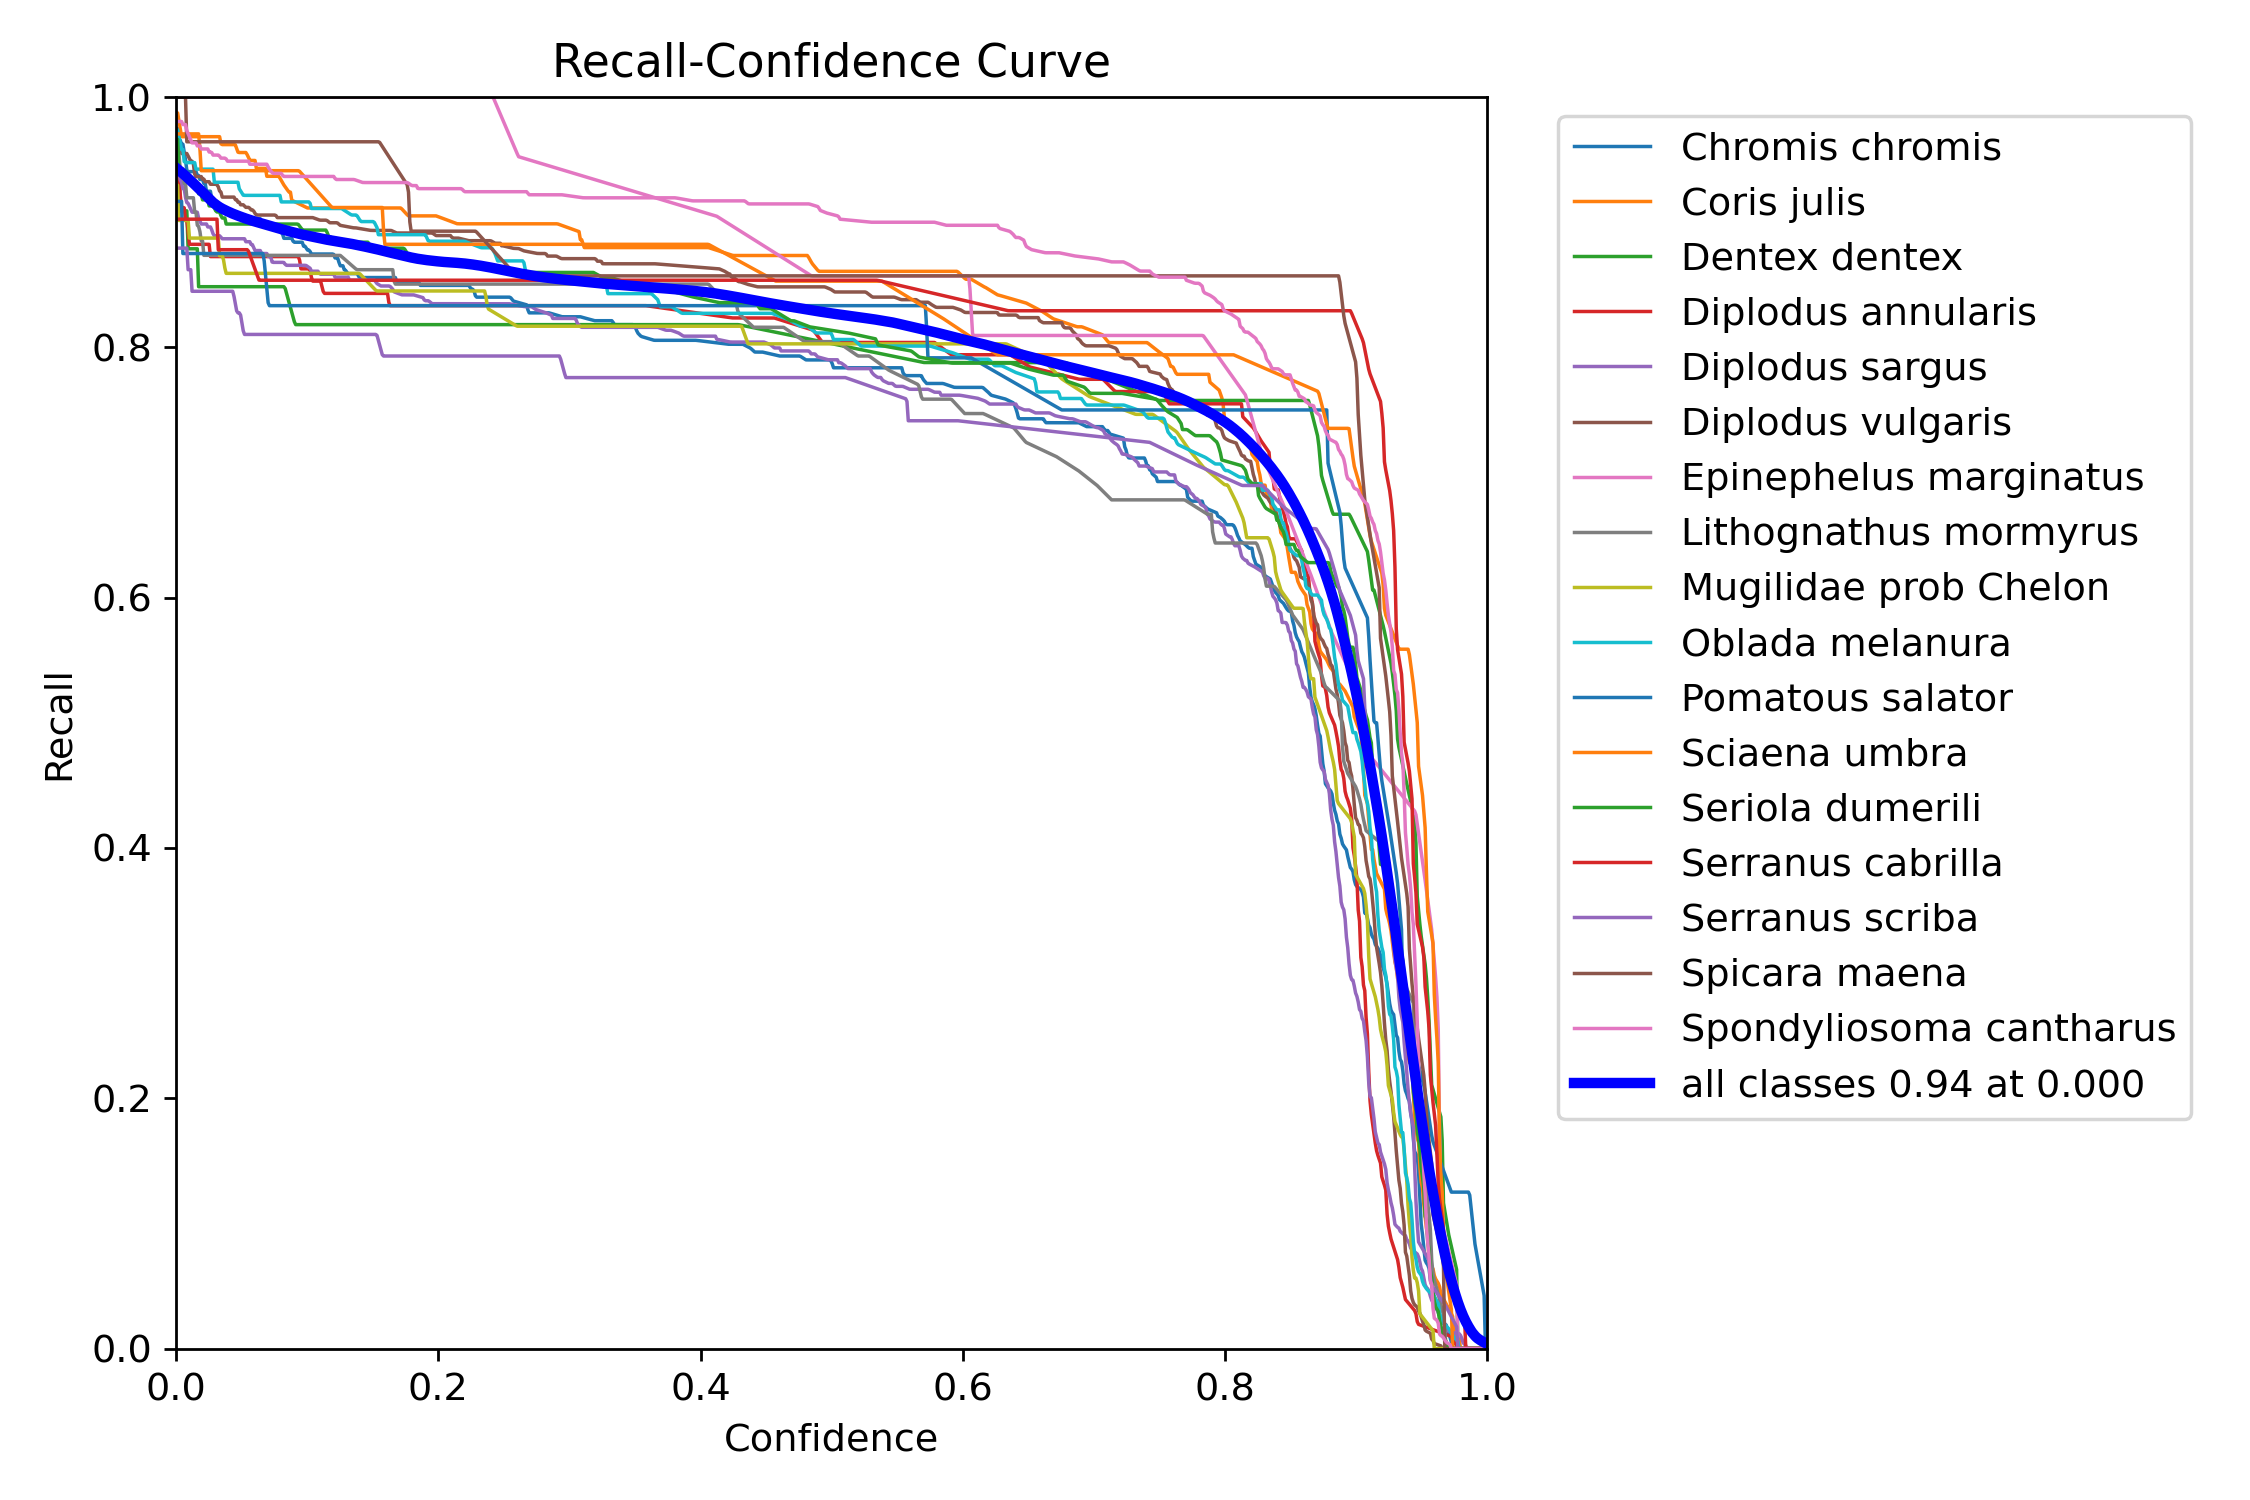 Recall-Confidence Curve
1.0
0.8
0.6
0.4
0.2
0.0
Recall
0.0 0.2 0.4 0.6 0.8 1.0
Confidence
Chromis chromis
Coris julis
Dentex dentex
Diplodus annularis
Diplodus sargus
Diplodus vulgaris
Epinephelus marginatus
Lithognathus mormyrus
Mugilidae prob Chelon
Oblada melanura
Pomatous salator
Sciaena umbra
Seriola dumerili
Serranus cabrilla
Serranus scriba
Spicara maena
Spondyliosoma cantharus
all classes 0.94 at 0.000